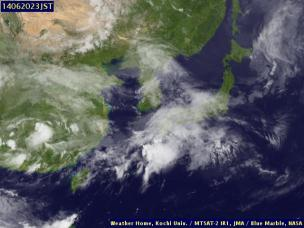 14062023JST
Weather Home, Kochi Univ. / MTSAT-2 IR1, JMA / Blue Marble, NASA